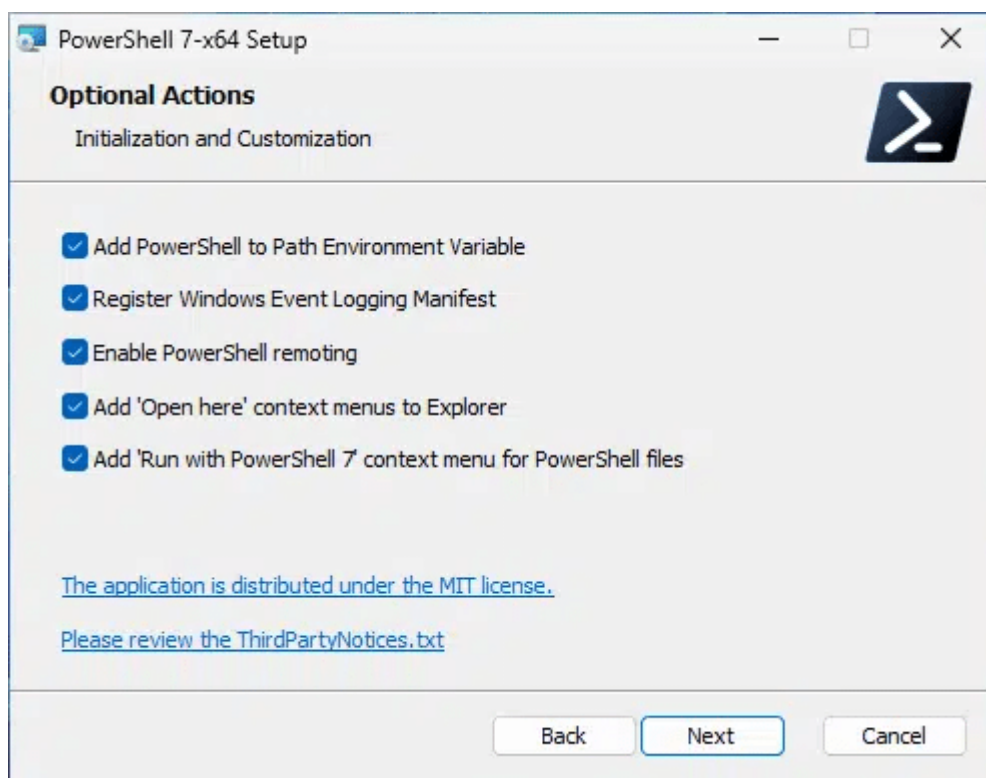 PowerShell 7-x64 Setup
Optional Actions
Initialization and Customization
Add PowerShell to Path Environment Variable
Register Windows Event Logging Manifest
Enable PowerShell remoting
Add 'Open here' context menus to Explorer
Add 'Run with PowerShell 7' context menu for PowerShell files
The application is distributed under the MIT license.
Please review the ThirdPartyNotices.txt
Back Next Cancel